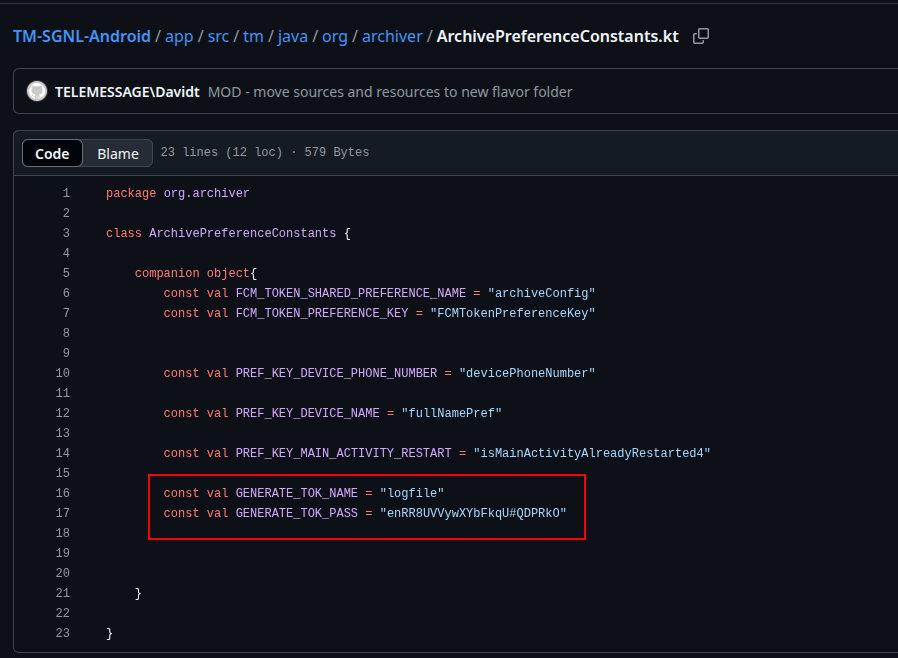 TM-SGNL-Android / app / src / tm / java / org / archiver / ArchivePreferenceConstants.kt
TELEMESSAGE\Davidt MOD - move sources and resources to new flavor folder
Code Blame 23 lines (12 loc) · 579 Bytes
1 package org.archiver
2
3 class ArchivePreferenceConstants {
4
5 companion object{
6 const val FCM_TOKEN_SHARED_PREFERENCE_NAME = "archiveConfig"
7 const val FCM_TOKEN_PREFERENCE_KEY = "FCMTokenPreferenceKey"
8
9
10 const val PREF_KEY_DEVICE_PHONE_NUMBER = "devicePhoneNumber"
11
12 const val PREF_KEY_DEVICE_NAME = "fullNamePref"
13
14 const val PREF_KEY_MAIN_ACTIVITY_RESTART = "isMainActivityAlreadyRestarted4"
15
16 const val GENERATE_TOK_NAME = "logfile"
17 const val GENERATE_TOK_PASS = "enRR8UVVywXYbFkqU#QDPRkO"
18
19
20
21 }
22
23 }